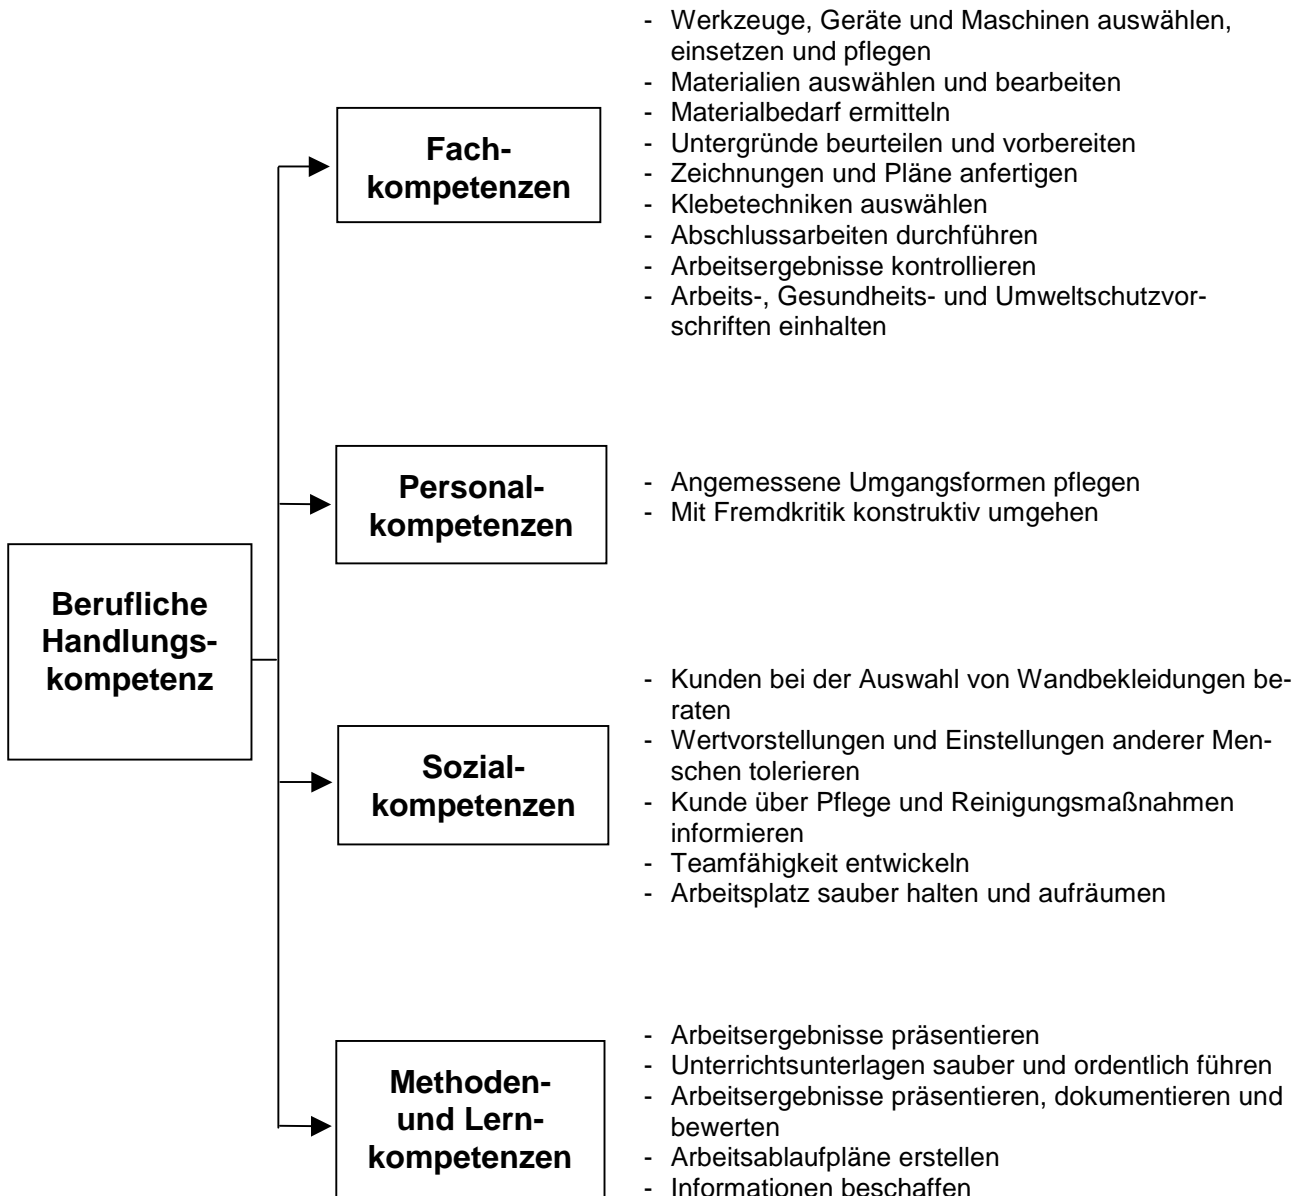 - Werkzeuge, Geräte und Maschinen auswählen,
einsetzen und pflegen
- Materialien auswählen und bearbeiten
- Materialbedarf ermitteln
- Untergründe beurteilen und vorbereiten
- Zeichnungen und Pläne anfertigen
- Klebetechniken auswählen
- Abschlussarbeiten durchführen
- Arbeitsergebnisse kontrollieren
- Arbeits-, Gesundheits- und Umweltschutzvor-
schriften einhalten
Fach-
kompetenzen
Personal-
kompetenzen
- Angemessene Umgangsformen pflegen
- Mit Fremdkritik konstruktiv umgehen
Berufliche
Handlungs-
kompetenz
Sozial-
kompetenzen
- Kunden bei der Auswahl von Wandbekleidungen be-
raten
- Wertvorstellungen und Einstellungen anderer Men-
schen tolerieren
- Kunde über Pflege und Reinigungsmaßnahmen
informieren
- Teamfähigkeit entwickeln
- Arbeitsplatz sauber halten und aufräumen
Methoden-
und Lern-
kompetenzen
- Arbeitsergebnisse präsentieren
- Unterrichtsunterlagen sauber und ordentlich führen
- Arbeitsergebnisse präsentieren, dokumentieren und
bewerten
- Arbeitsablaufpläne erstellen
- Informationen beschaffen